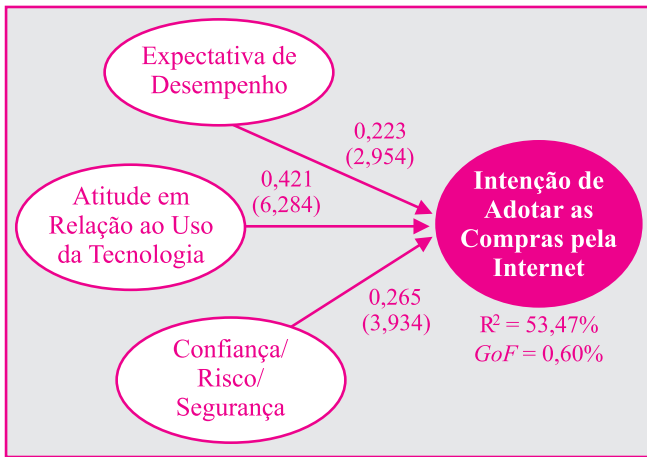 Expectativa de
Desempenho
0,223
(2,954)
0,421
(6,284)
Atitude em
Relação ao Uso
da Tecnologia
Intenção de
Adotar as
Compras pela
Internet
0,265
(3,934)
R² = 53,47%
GoF = 0,60%
Confiança/
Risco/
Segurança